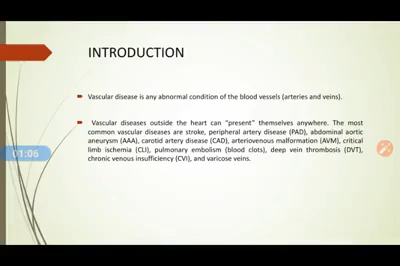 INTRODUCTION
Vascular disease is any abnormal condition of the blood vessels (arteries and veins).
Vascular diseases outside the heart can “present” themselves anywhere. The most
common vascular diseases are stroke, peripheral artery disease (PAD), abdominal aortic
aneurysm (AAA), carotid artery disease (CAD), arteriovenous malformation (AVM), critical
limb ischemia (CLI), pulmonary embolism (blood clots), deep vein thrombosis (DVT),
chronic venous insufficiency (CVI), and varicose veins.
01:06